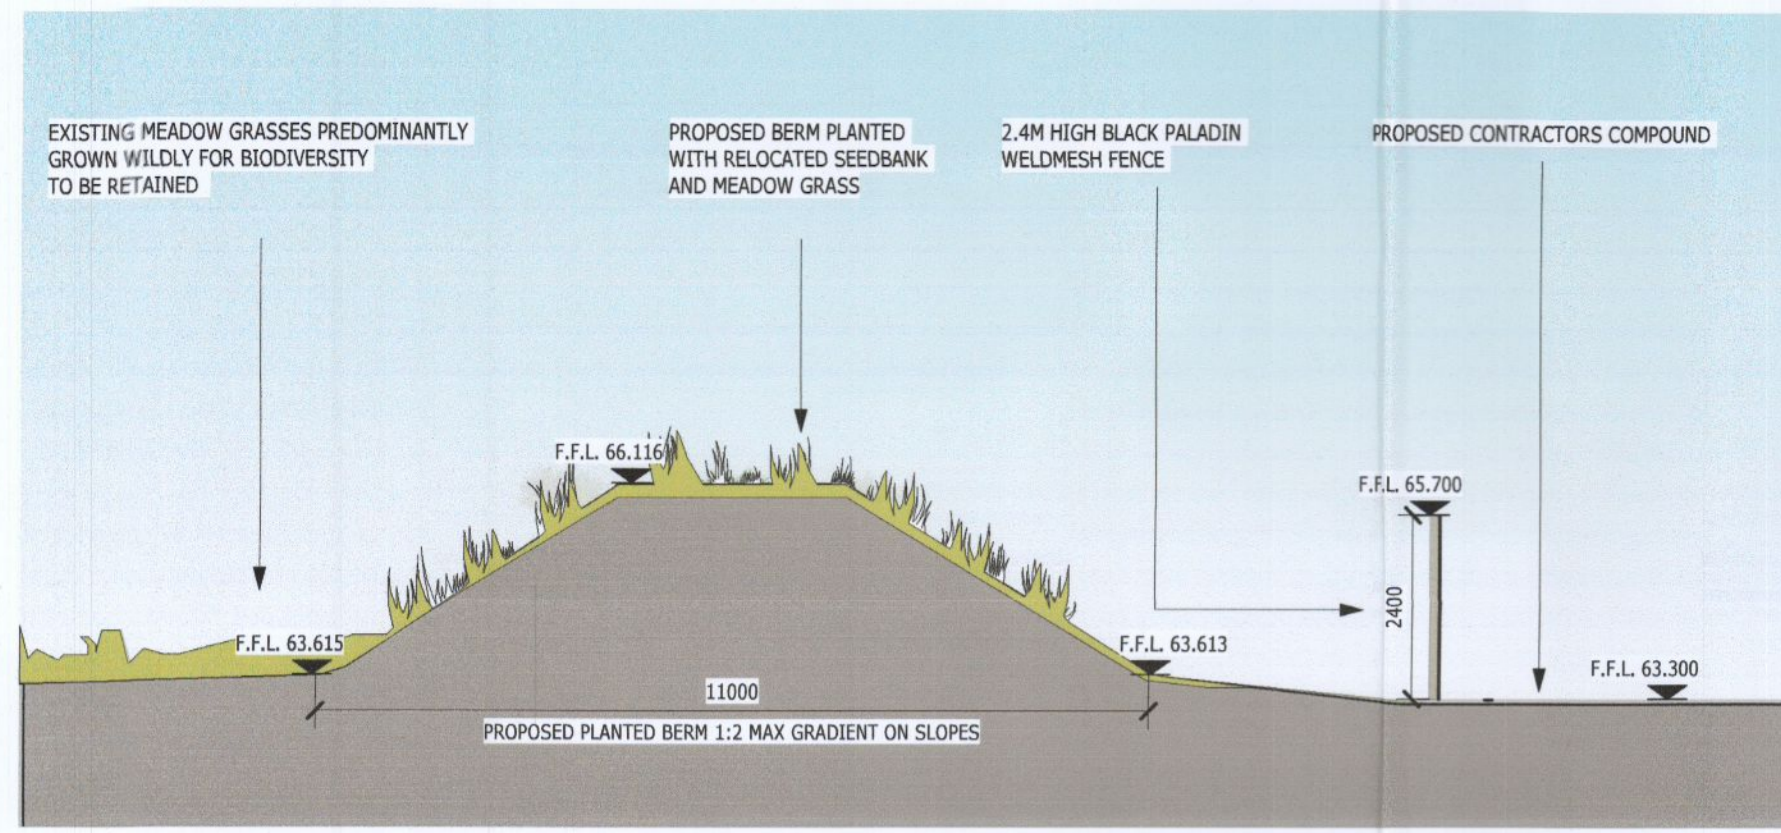 EXISTING MEADOW GRASSES PREDOMINANTLY
GROWN WILDLY FOR BIODIVERSITY
TO BE RETAINED
PROPOSED BERM PLANTED
WITH RELOCATED SEEDBANK
AND MEADOW GRASS
2.4M HIGH BLACK PALADIN
WELDMESH FENCE
PROPOSED CONTRACTORS COMPOUND
F.F.L. 66.116
F.F.L. 65.700
2400
F.F.L. 63.615
F.F.L. 63.613
F.F.L. 63.300
11000
PROPOSED PLANTED BERM 1:2 MAX GRADIENT ON SLOPES